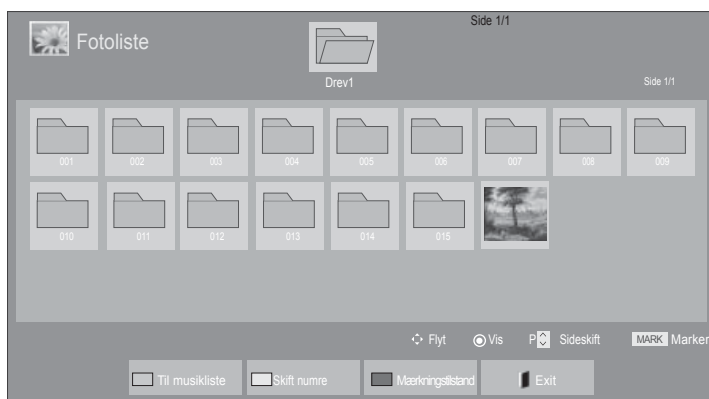 Side 1/1
Fotoliste
Drev1
Side 1/1
001 002 003 004 005 006 007 008 009
010 011 012 013 014 015
Flyt Vis P Sideskift MARK Marker
Til musikliste Skift numre Mærkningstilstand Exit